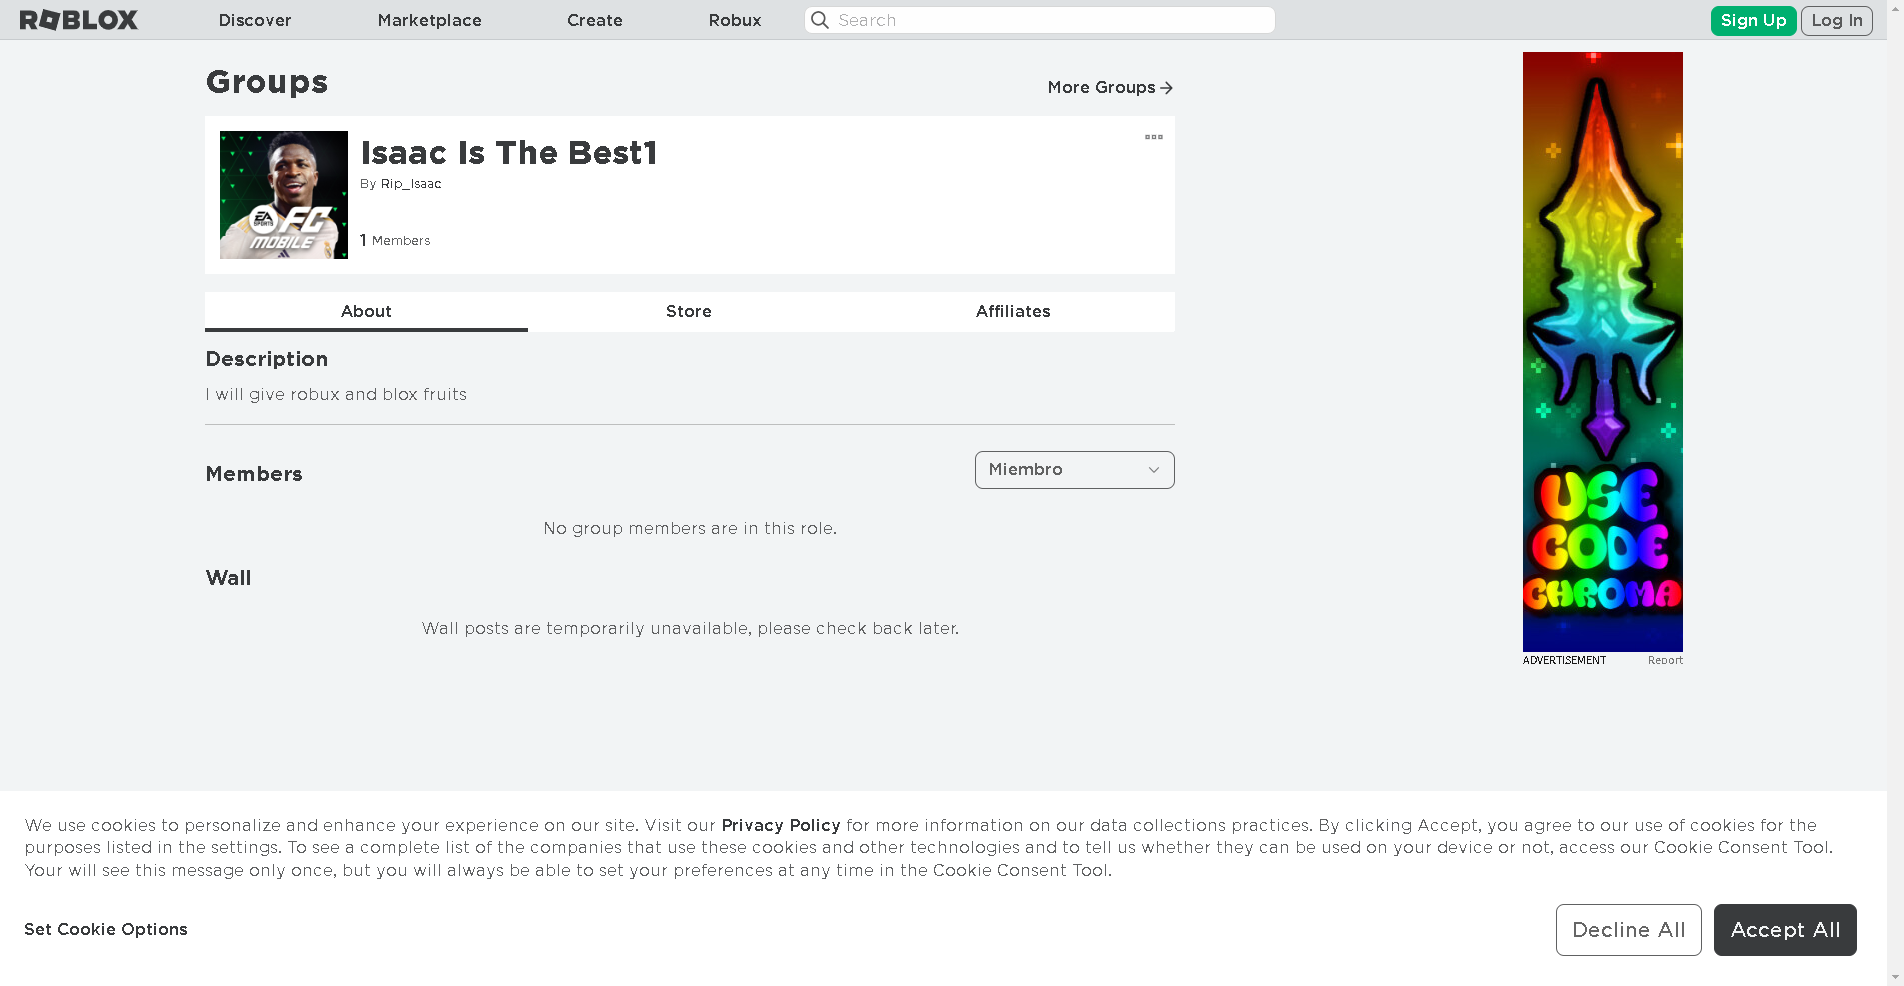 ROBLOX Discover Marketplace Create Robux Search Sign Up Log In
Groups
More Groups
Isaac Is The Best1
By Rip_Isaac
1 Members
EA SPORTS FC MOBILE
About Store Affiliates
Description
I will give robux and blox fruits
Members
Miembro
No group members are in this role.
Wall
Wall posts are temporarily unavailable, please check back later.
USE
CODE
CHROMA
ADVERTISEMENT Report
We use cookies to personalize and enhance your experience on our site. Visit our Privacy Policy for more information on our data collections practices. By clicking Accept, you agree to our use of cookies for the
purposes listed in the settings. To see a complete list of the companies that use these cookies and other technologies and to tell us whether they can be used on your device or not, access our Cookie Consent Tool.
Your will see this message only once, but you will always be able to set your preferences at any time in the Cookie Consent Tool.
Set Cookie Options
Decline All
Accept All